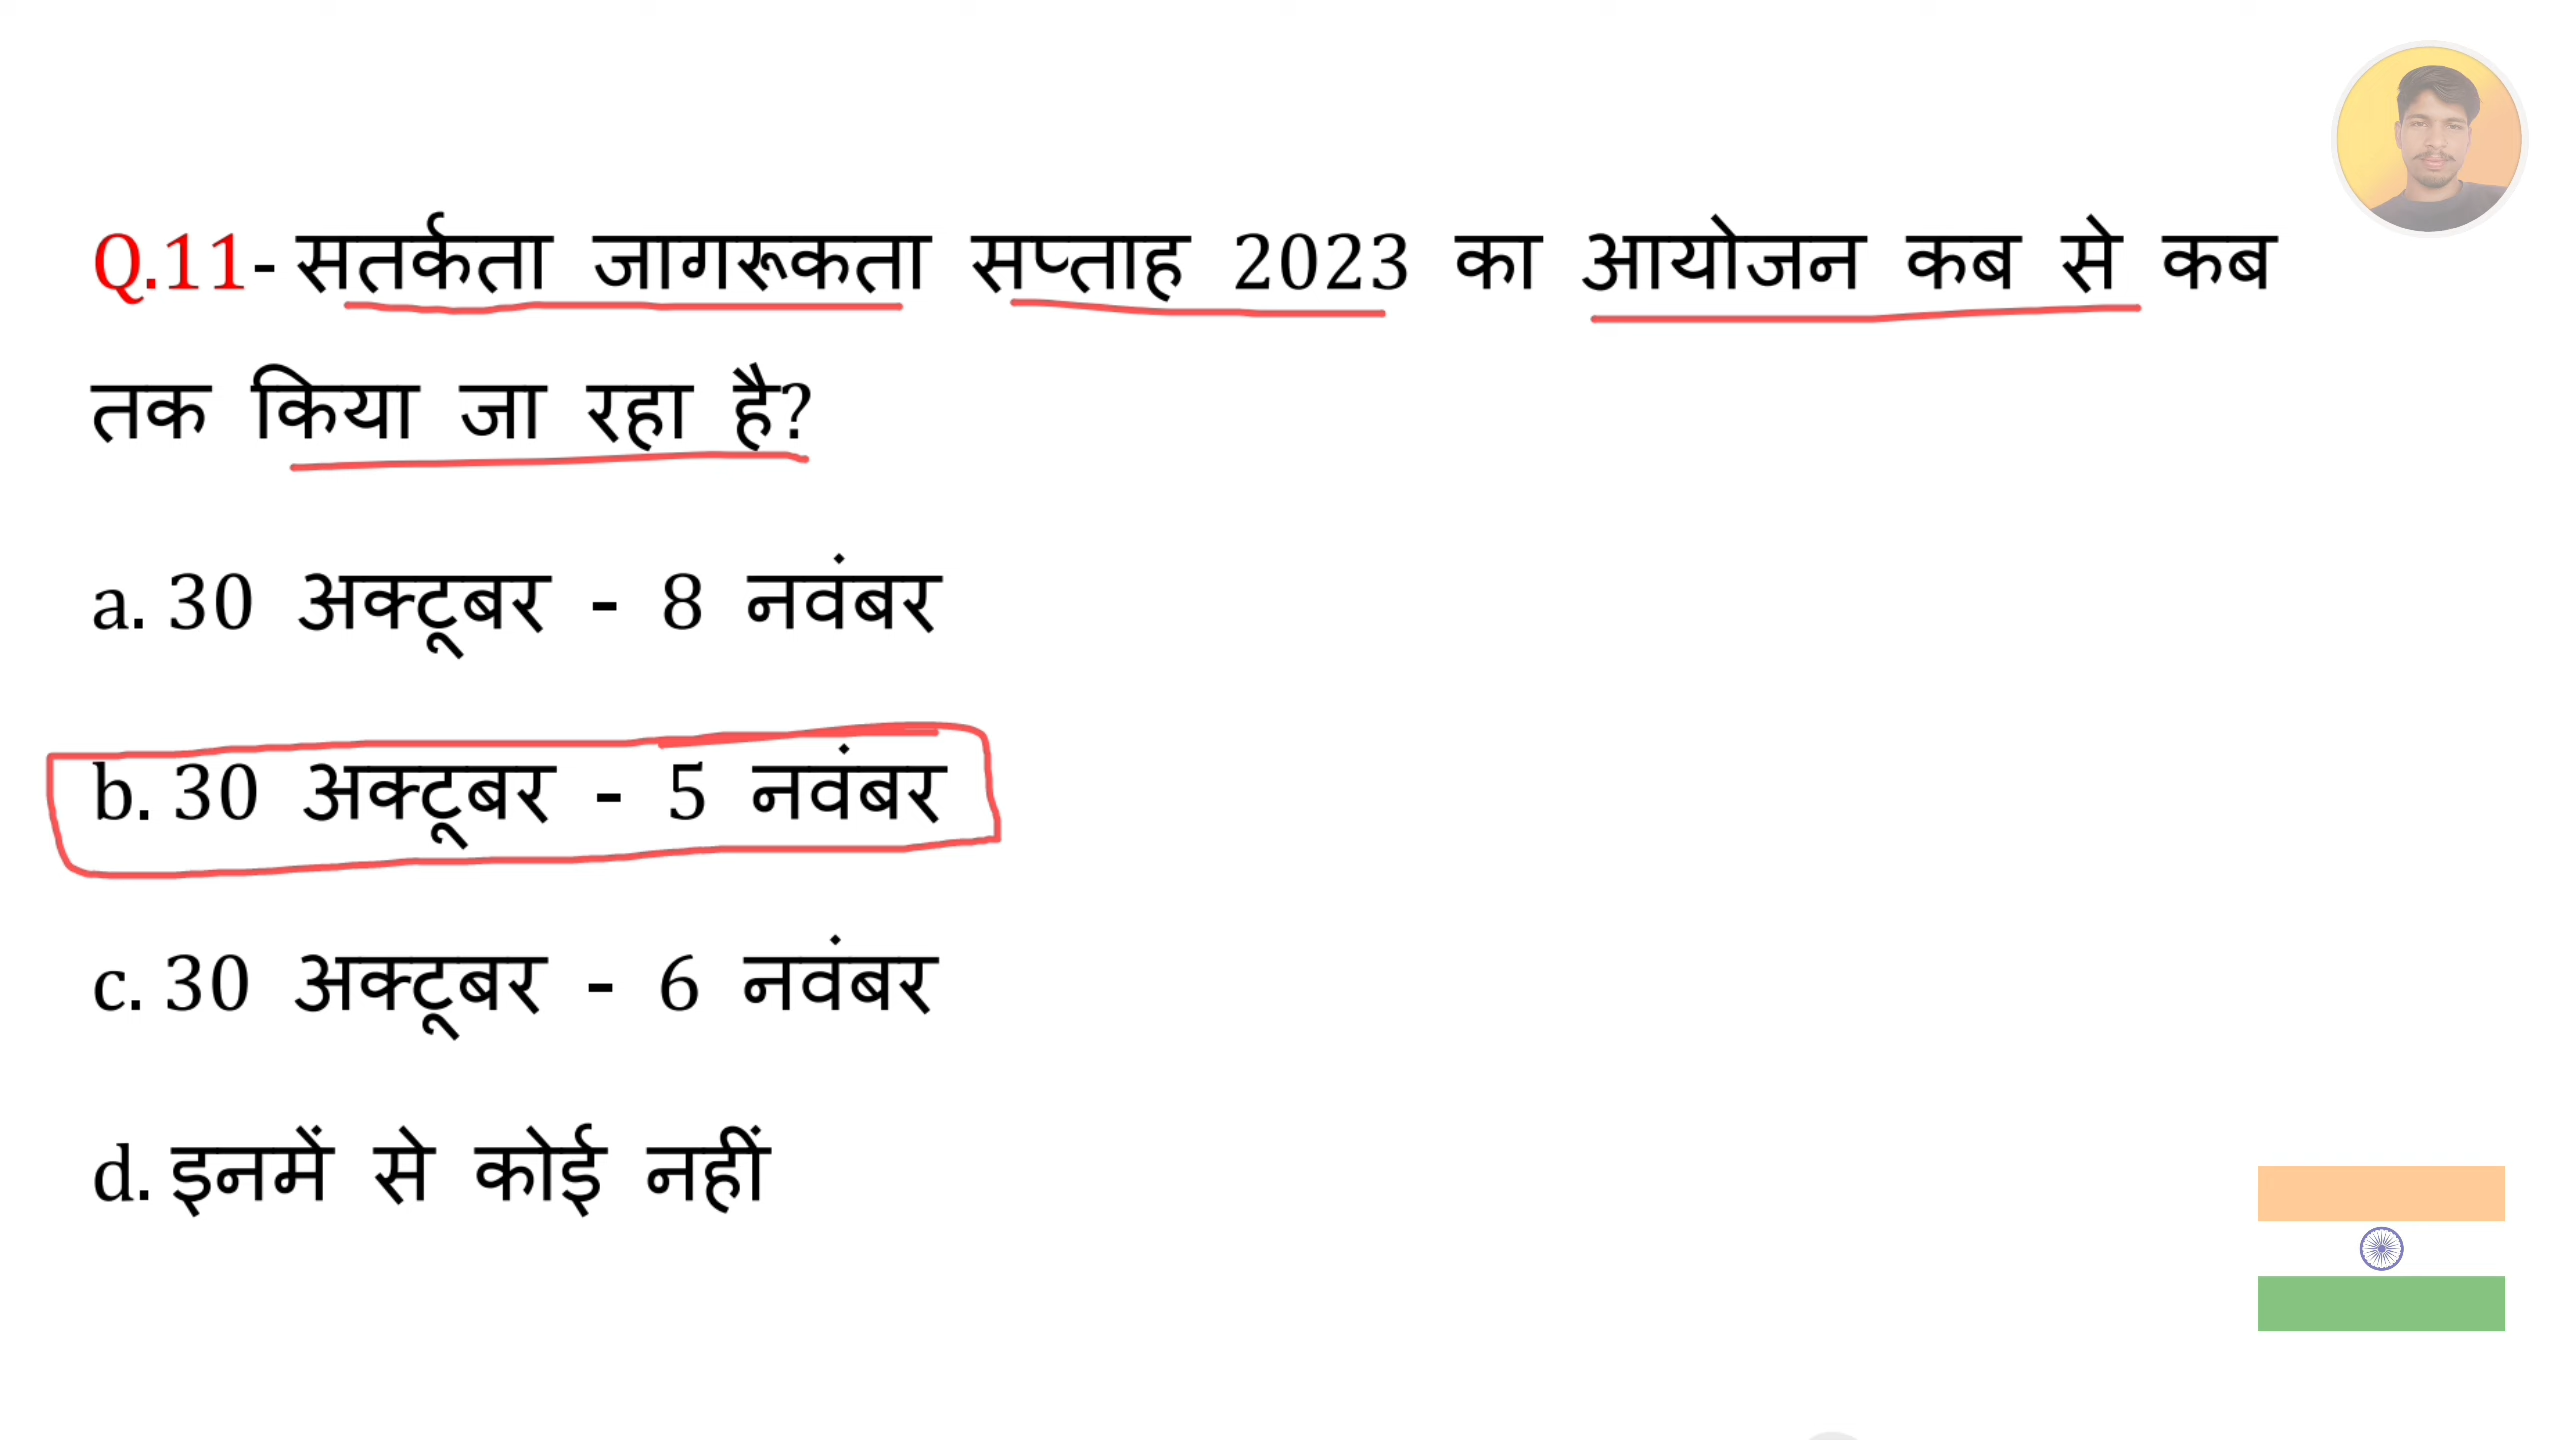 Q.11- सतर्कता जागरूकता सप्ताह 2023 का आयोजन कब से कब
तक किया जा रहा है?
a. 30 अक्टूबर - 8 नवंबर
b. 30 अक्टूबर - 5 नवंबर
c. 30 अक्टूबर - 6 नवंबर
d. इनमें से कोई नहीं